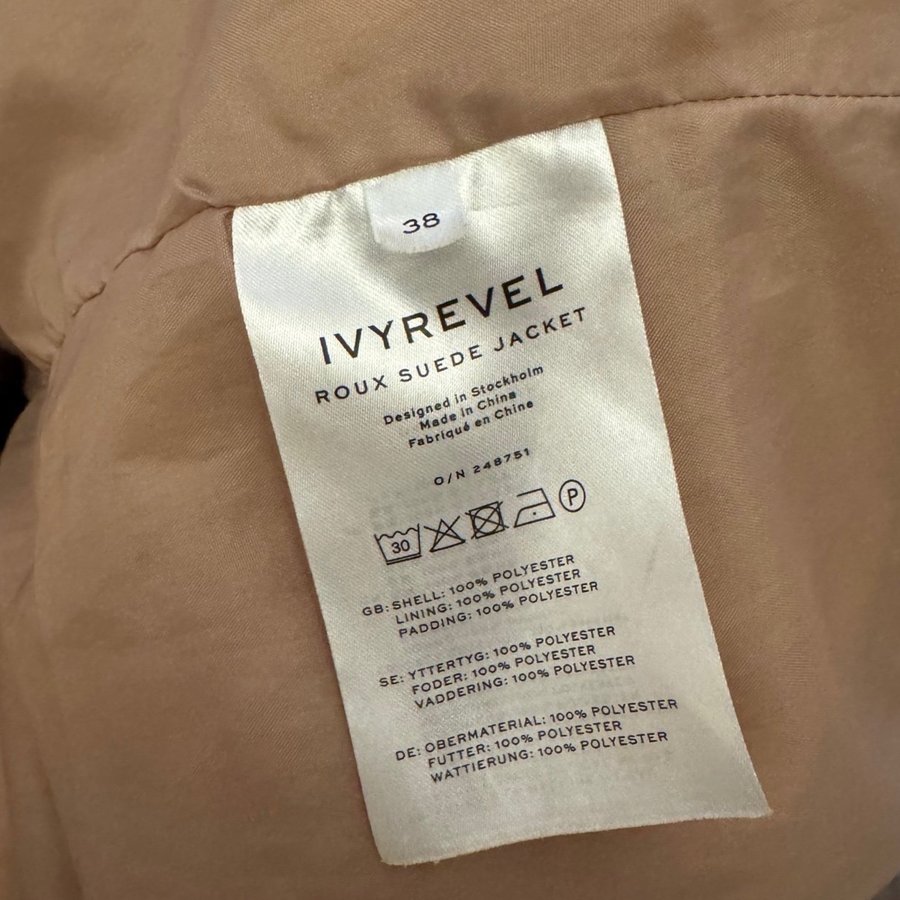 38
IVYREVEL
ROUX SUEDE JACKET
Designed in Stockholm
Made in China
Fabriqué en Chine
O/N 248751
30 P
GB: SHELL: 100% POLYESTER
LINING: 100% POLYESTER
PADDING: 100% POLYESTER
SE: YTTERTYG: 100% POLYESTER
FODER: 100% POLYESTER
VADDERING: 100% POLYESTER
DE: OBERMATERIAL: 100% POLYESTER
FUTTER: 100% POLYESTER
WATTIERUNG: 100% POLYESTER